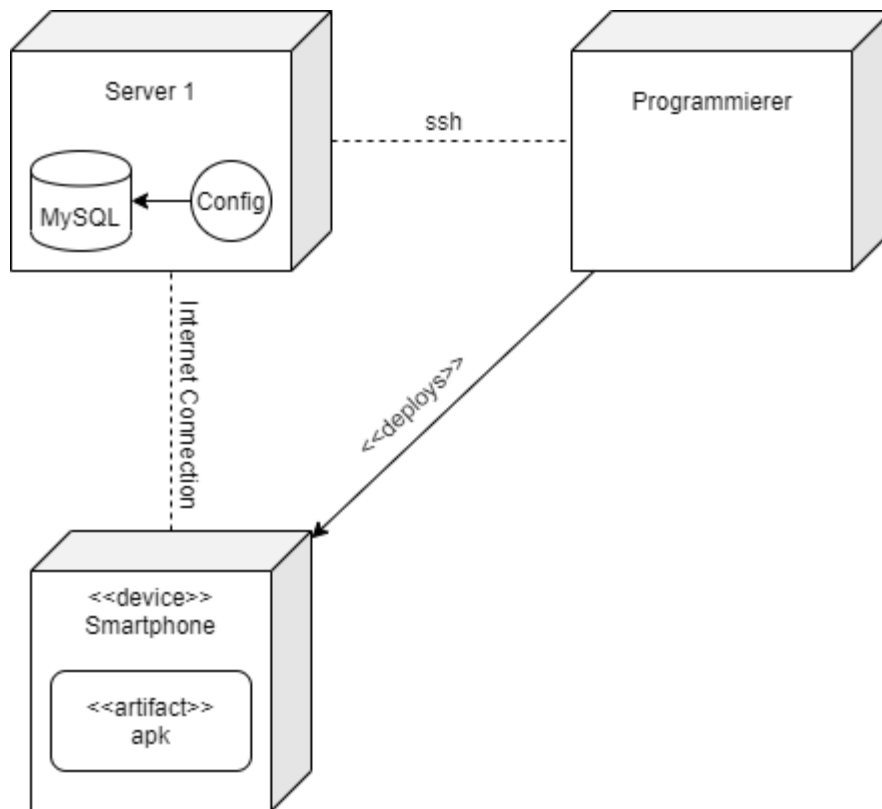 Server 1
Programmierer
ssh
MySQL
Config
Internet Connection
<<deploys>>
<<device>>
Smartphone
<<artifact>>
apk